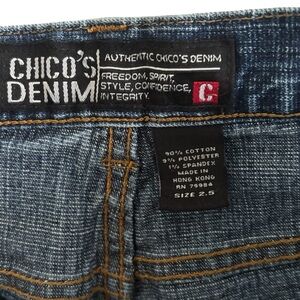 CHICO'S
DENIM
AUTHENTIC CHICO'S DENIM
FREEDOM, SPIRIT,
STYLE, CONFIDENCE,
INTEGRITY
C
90% COTTON
9% POLYESTER
1% SPANDEX
MADE IN
HONG KONG
RN 79984
SIZE 2.5